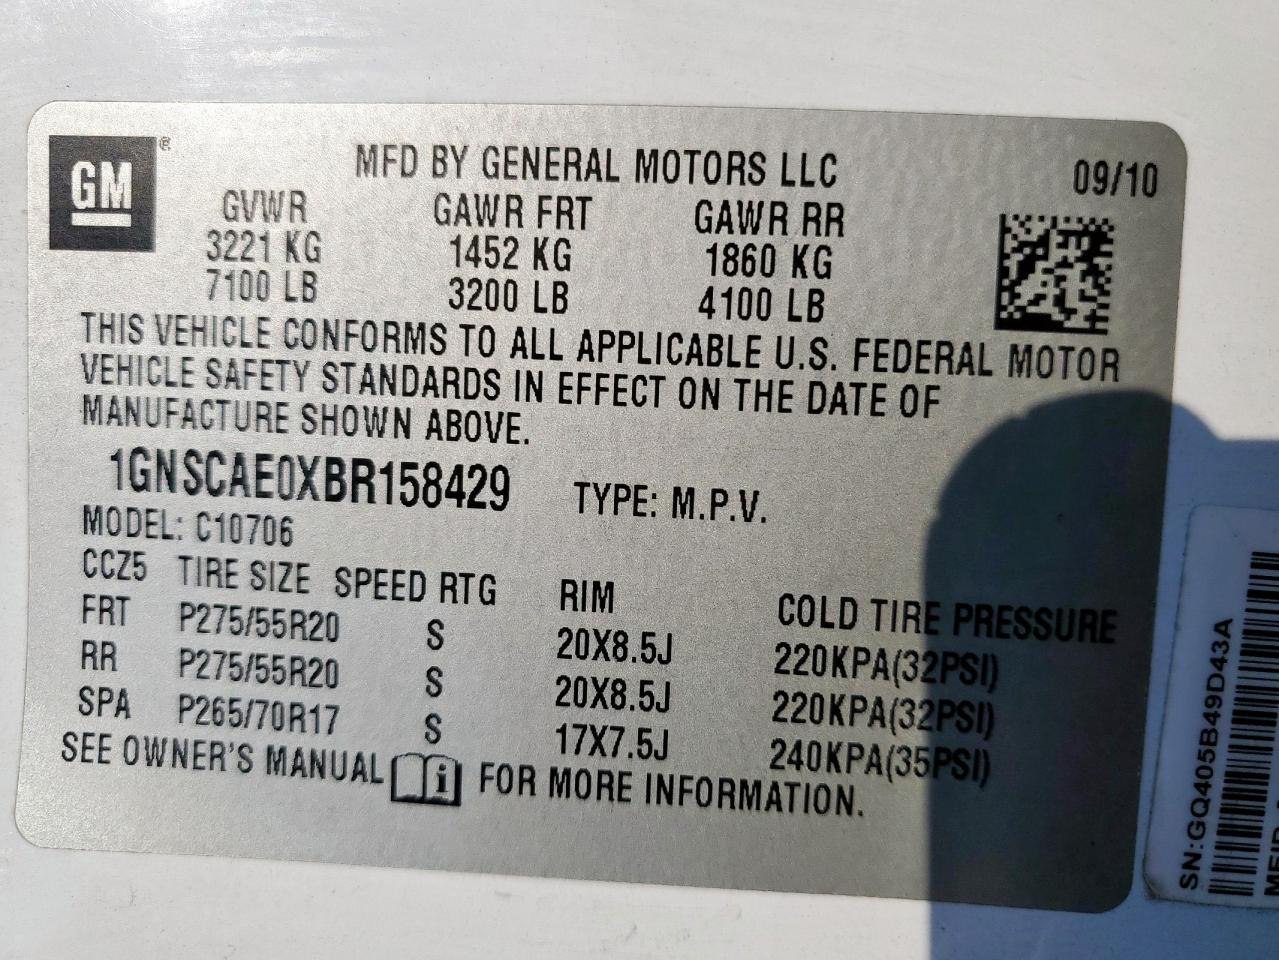 GM®
MFD BY GENERAL MOTORS LLC 09/10
GVWR GAWR FRT GAWR RR
3221 KG 1452 KG 1860 KG
7100 LB 3200 LB 4100 LB
THIS VEHICLE CONFORMS TO ALL APPLICABLE U.S. FEDERAL MOTOR
VEHICLE SAFETY STANDARDS IN EFFECT ON THE DATE OF
MANUFACTURE SHOWN ABOVE.
1GNSCAE0XBR158429 TYPE: M.P.V.
MODEL: C10706
CCZ5 TIRE SIZE SPEED RTG RIM COLD TIRE PRESSURE
FRT P275/55R20 S 20X8.5J 220KPA(32PSI)
RR P275/55R20 S 20X8.5J 220KPA(32PSI)
SPA P265/70R17 S 17X7.5J 240KPA(35PSI)
SEE OWNER'S MANUAL i FOR MORE INFORMATION.
SN:GQ405B49D43A